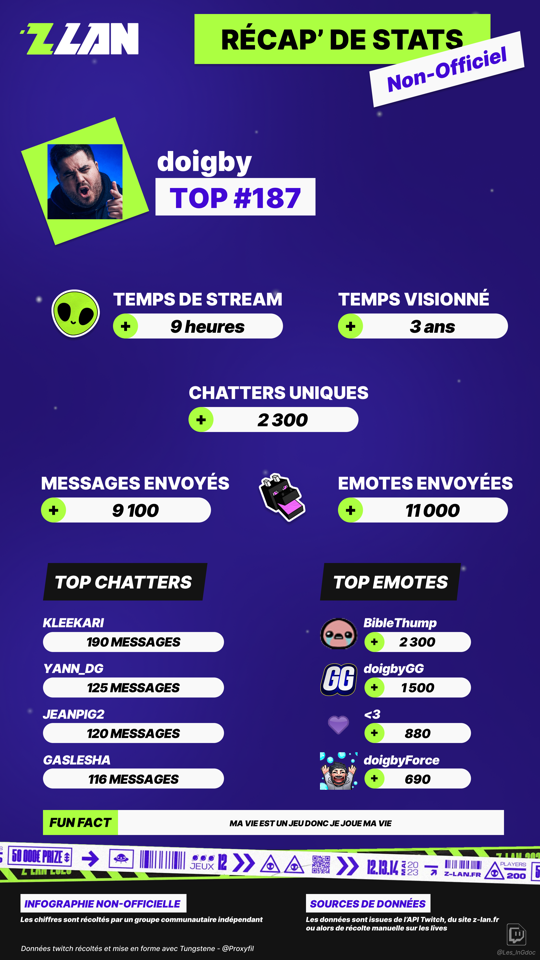 Z LAN
RÉCAP' DE STATS
Non-Officiel
doigby
TOP #187
TEMPS DE STREAM
TEMPS VISIONNÉ
+ 9 heures
+ 3 ans
CHATTERS UNIQUES
+ 2 300
MESSAGES ENVOYÉS
EMOTES ENVOYÉES
+ 9 100
+ 11 000
TOP CHATTERS
KLEEKARI
190 MESSAGES
YANN_DG
125 MESSAGES
JEANPIG2
120 MESSAGES
GASLESHA
116 MESSAGES
TOP EMOTES
BibleThump
+ 2 300
GG
doigbyGG
+ 1 500
<3
+ 880
doigbyForce
+ 690
FUN FACT
MA VIE EST UN JEU DONC JE JOUE MA VIE
50 000€ PRIZE
JEUX 12
12.13.14 MAI 2023
Z-LAN.FR
PLAYERS 200
INFOGRAPHIE NON-OFFICIELLE
Les chiffres sont récoltés par un groupe communautaire indépendant
SOURCES DE DONNÉES
Les données sont issues de l'API Twitch, du site z-lan.fr
ou alors de récolte manuelle sur les lives
Données twitch récoltés et mise en forme avec Tungstene - @Proxyfil
@Les_InGdoc